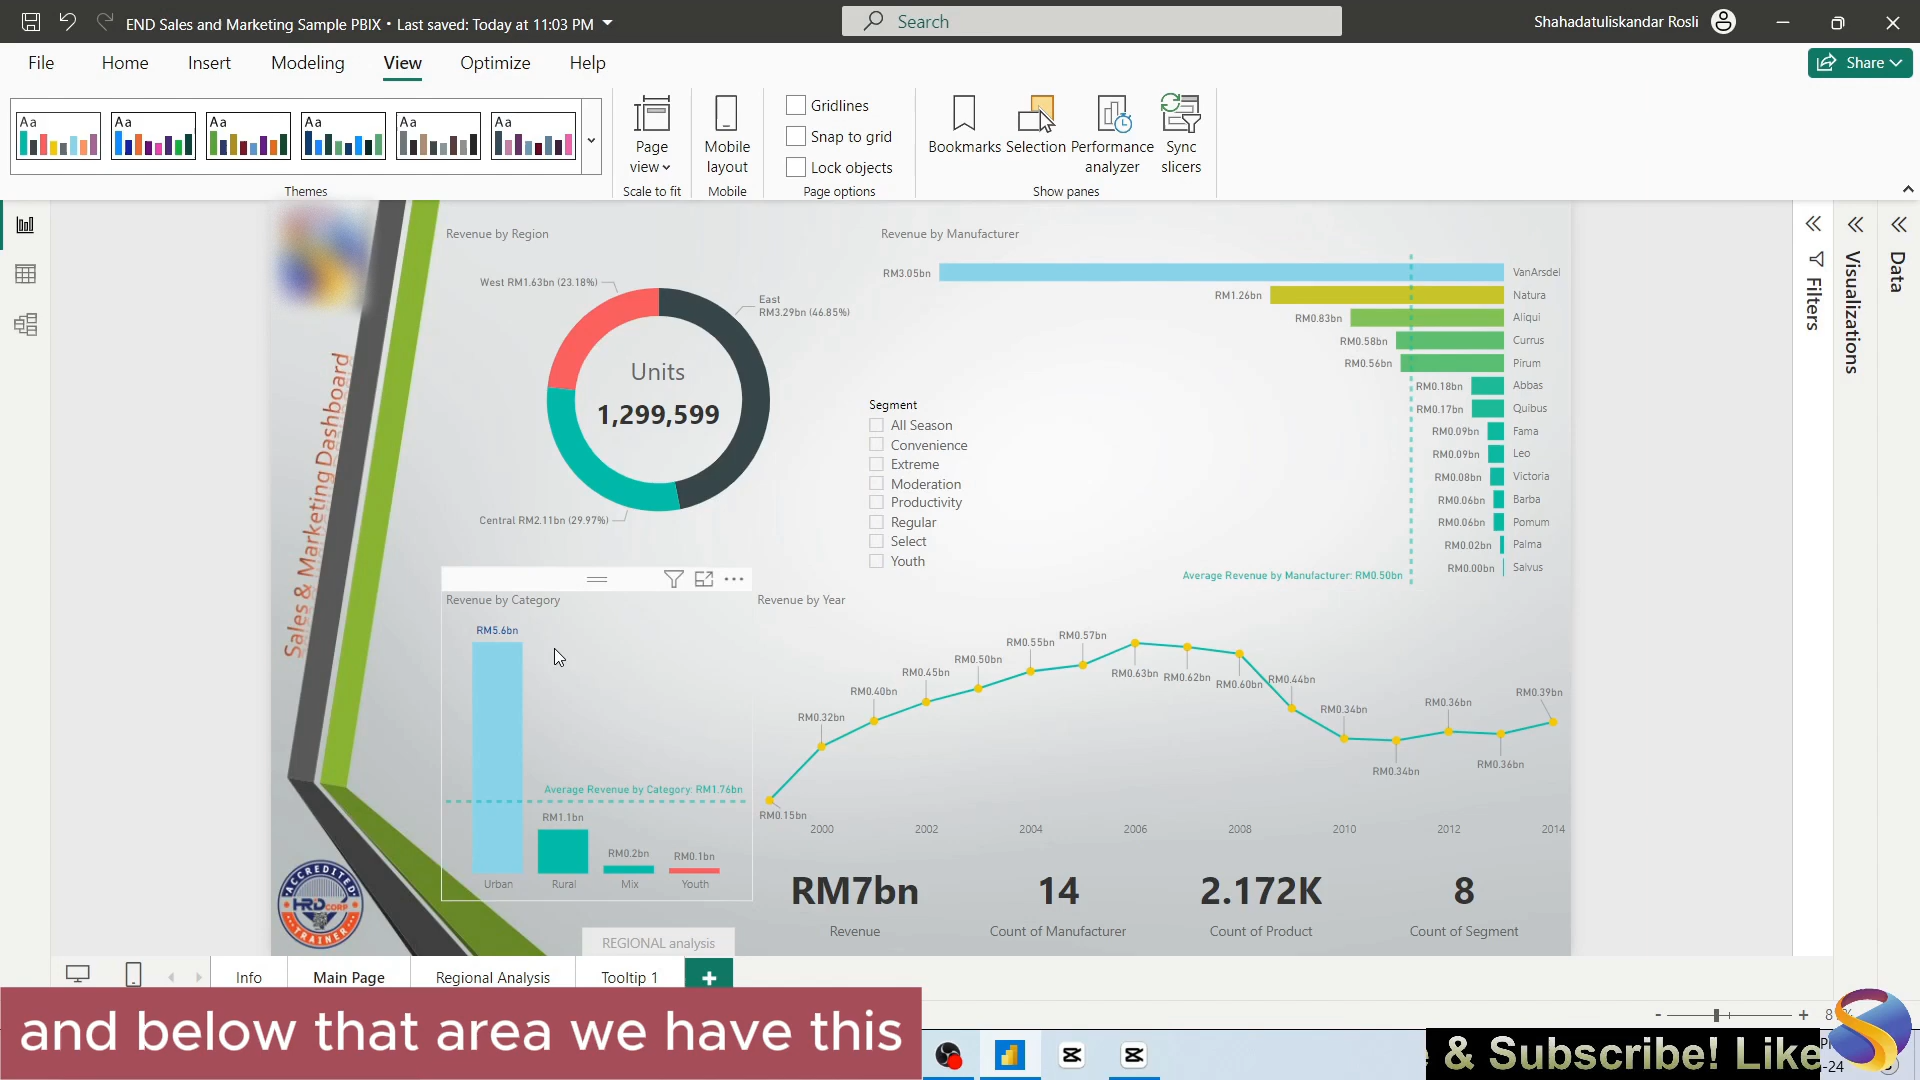 END Sales and Marketing Sample PBIX • Last saved: Today at 11:03 PM
Search
Shahadatuliskandar Rosli
File
Home
Insert
Modeling
View
Optimize
Help
Share
Aa
Aa
Aa
Aa
Aa
Aa
Themes
Page view
Scale to fit
Mobile layout
Mobile
Gridlines
Snap to grid
Lock objects
Page options
Bookmarks
Selection
Performance analyzer
Sync slicers
Show panes
Filters
Visualizations
Data
Sales & Marketing Dashboard
Revenue by Region
West RM1.63bn (23.18%)
East
RM3.29bn (46.85%)
Units
1,299,599
Central RM2.11bn (29.97%)
Revenue by Manufacturer
RM3.05bn VanArsdel
RM1.26bn Natura
RM0.83bn Aliqui
RM0.58bn Currus
RM0.56bn Pirum
RM0.18bn Abbas
RM0.17bn Quibus
RM0.09bn Fama
RM0.09bn Leo
RM0.08bn Victoria
RM0.06bn Barba
RM0.06bn Pomum
RM0.02bn Palma
RM0.00bn Salvus
Average Revenue by Manufacturer: RM0.50bn
Segment
All Season
Convenience
Extreme
Moderation
Productivity
Regular
Select
Youth
Revenue by Category
RM5.6bn
Average Revenue by Category: RM1.76bn
RM1.1bn
RM0.2bn
RM0.1bn
Urban
Rural
Mix
Youth
Revenue by Year
RM0.15bn
RM0.32bn
RM0.40bn
RM0.45bn
RM0.50bn
RM0.55bn
RM0.57bn
RM0.63bn
RM0.62bn
RM0.60bn
RM0.44bn
RM0.34bn
RM0.34bn
RM0.36bn
RM0.36bn
RM0.39bn
2000
2002
2004
2006
2008
2010
2012
2014
RM7bn
Revenue
14
Count of Manufacturer
2.172K
Count of Product
8
Count of Segment
ACCREDITED
HRD CORP
TRAINER
REGIONAL analysis
Info
Main Page
Regional Analysis
Tooltip 1
and below that area we have this
& Subscribe! Like
-24